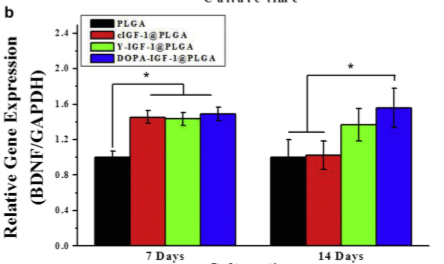 b
PLGA
cIGF-1@PLGA
Y-IGF-1@PLGA
DOPA-IGF-1@PLGA
Relative Gene Expression
(BDNF/GAPDH)
2.4
2.0
1.6
1.2
0.8
0.4
0.0
*
*
7 Days
14 Days